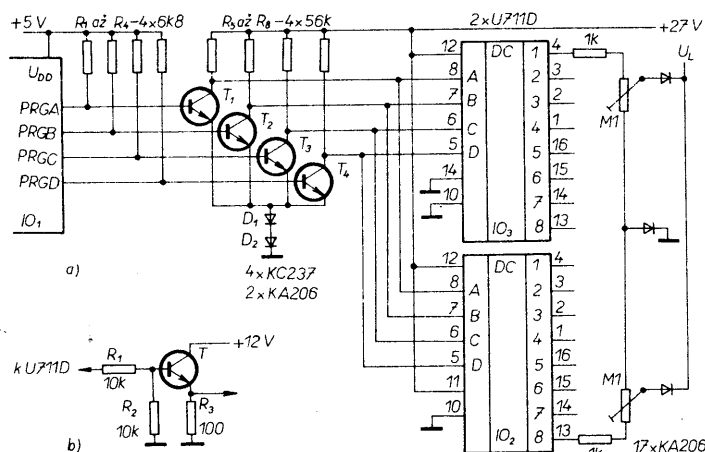 +5 V R₁ až R₄-4×6k8 R₅ až R₈-4×56k 2×U711D +27 V
U_DD
PRGA
PRGB
PRGC
PRGD
IO₁
T₁
T₂
T₃
T₄
D₁
D₂
a)
4×KC237
2×KA206
12 DC 1 4 1k U_L
8 A 2 3
7 B 3 2 M1
6 C 4 1
5 D 5 16
14 6 15
10 7 14
IO₃ 8 13
12 DC 1 4
8 A 2 3
7 B 3 2
6 C 4 1
5 D 5 16
11 6 15 M1
10 7 14
IO₂ 8 13
1k 17×KA206
k U711D R₁ T +12 V
10k
R₂ R₃
10k 100
b)